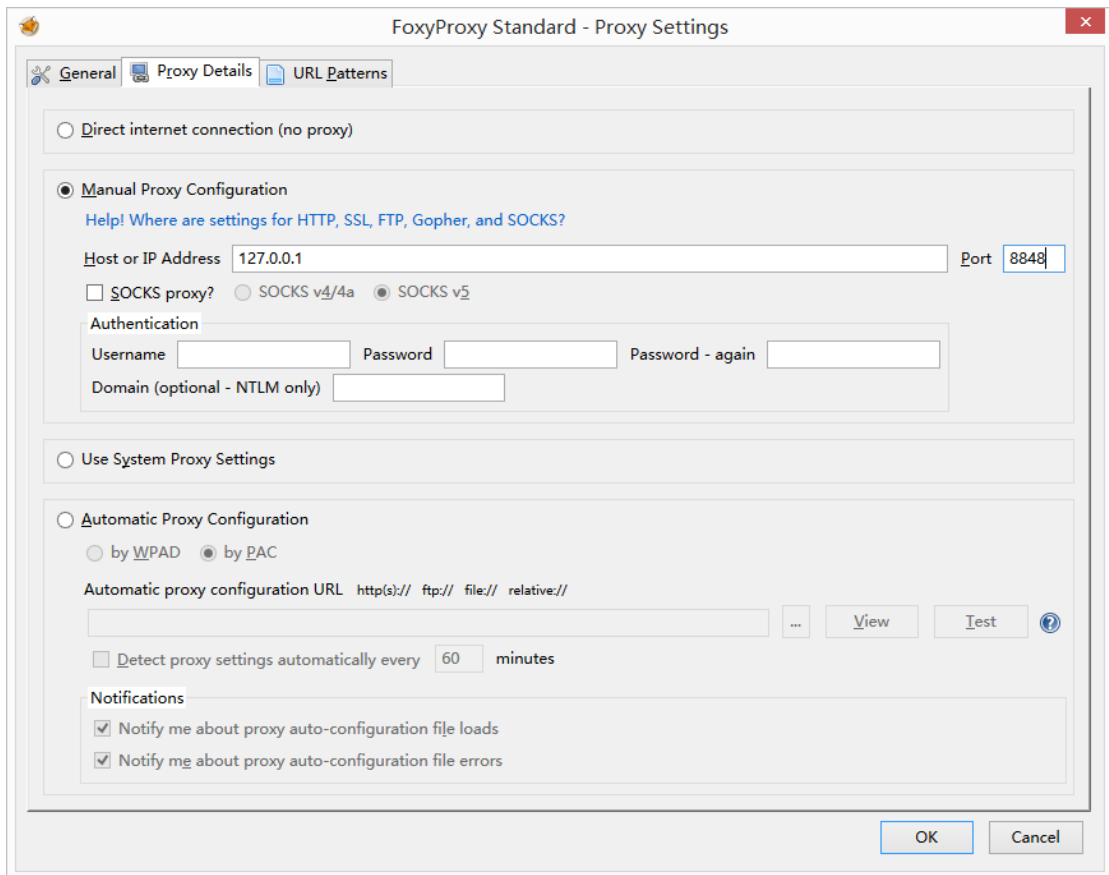 FoxyProxy Standard - Proxy Settings
General Proxy Details URL Patterns
Direct internet connection (no proxy)
Manual Proxy Configuration
Help! Where are settings for HTTP, SSL, FTP, Gopher, and SOCKS?
Host or IP Address 127.0.0.1 Port 8848
SOCKS proxy? SOCKS v4/4a SOCKS v5
Authentication
Username Password Password - again
Domain (optional - NTLM only)
Use System Proxy Settings
Automatic Proxy Configuration
by WPAD by PAC
Automatic proxy configuration URL http(s):// ftp:// file:// relative://
... View Test ?
Detect proxy settings automatically every 60 minutes
Notifications
Notify me about proxy auto-configuration file loads
Notify me about proxy auto-configuration file errors
OK Cancel